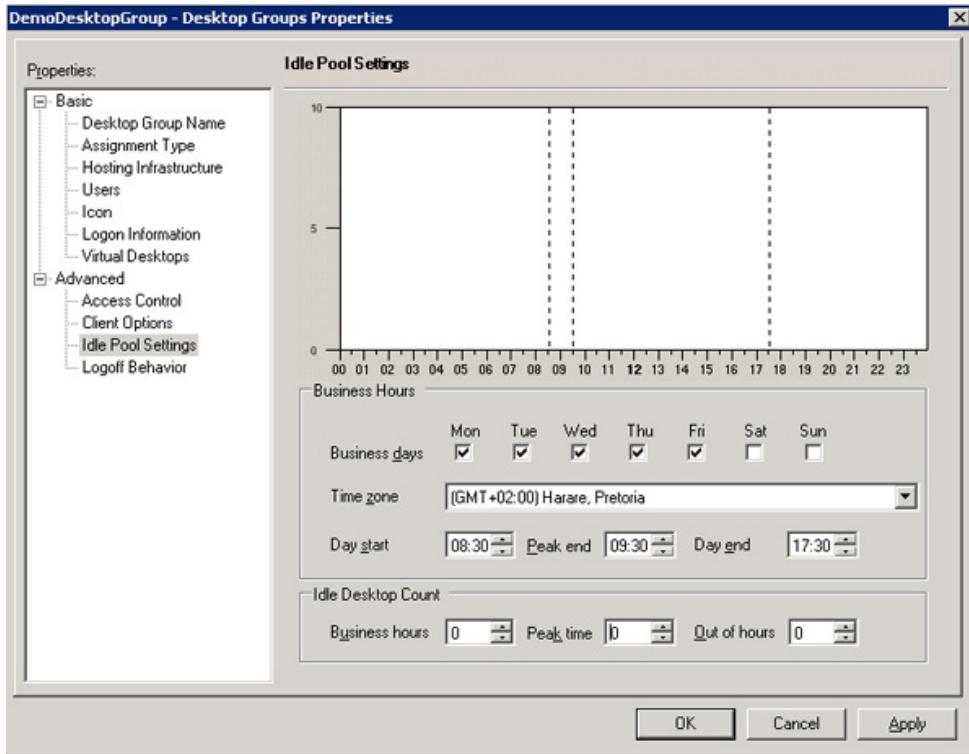 DemoDesktopGroup - Desktop Groups Properties
Properties:
Basic
Desktop Group Name
Assignment Type
Hosting Infrastructure
Users
Icon
Logon Information
Virtual Desktops
Advanced
Access Control
Client Options
Idle Pool Settings
Logoff Behavior
Idle Pool Settings
10
5
0
00 01 02 03 04 05 06 07 08 09 10 11 12 13 14 15 16 17 18 19 20 21 22 23
Business Hours
Mon Tue Wed Thu Fri Sat Sun
Business days
Time zone (GMT+02:00) Harare, Pretoria
Day start 08:30 Peak end 09:30 Day end 17:30
Idle Desktop Count
Business hours 0 Peak time 0 Out of hours 0
OK Cancel Apply